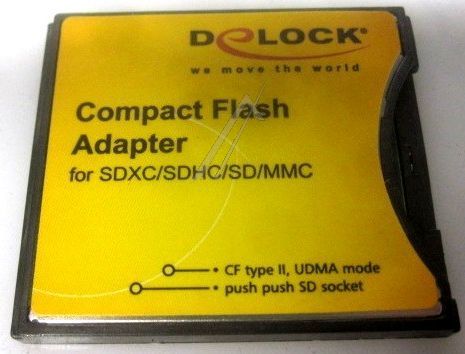 DeLOCK®
we move the world
Compact Flash
Adapter
for SDXC/SDHC/SD/MMC
• CF type II, UDMA mode
• push push SD socket